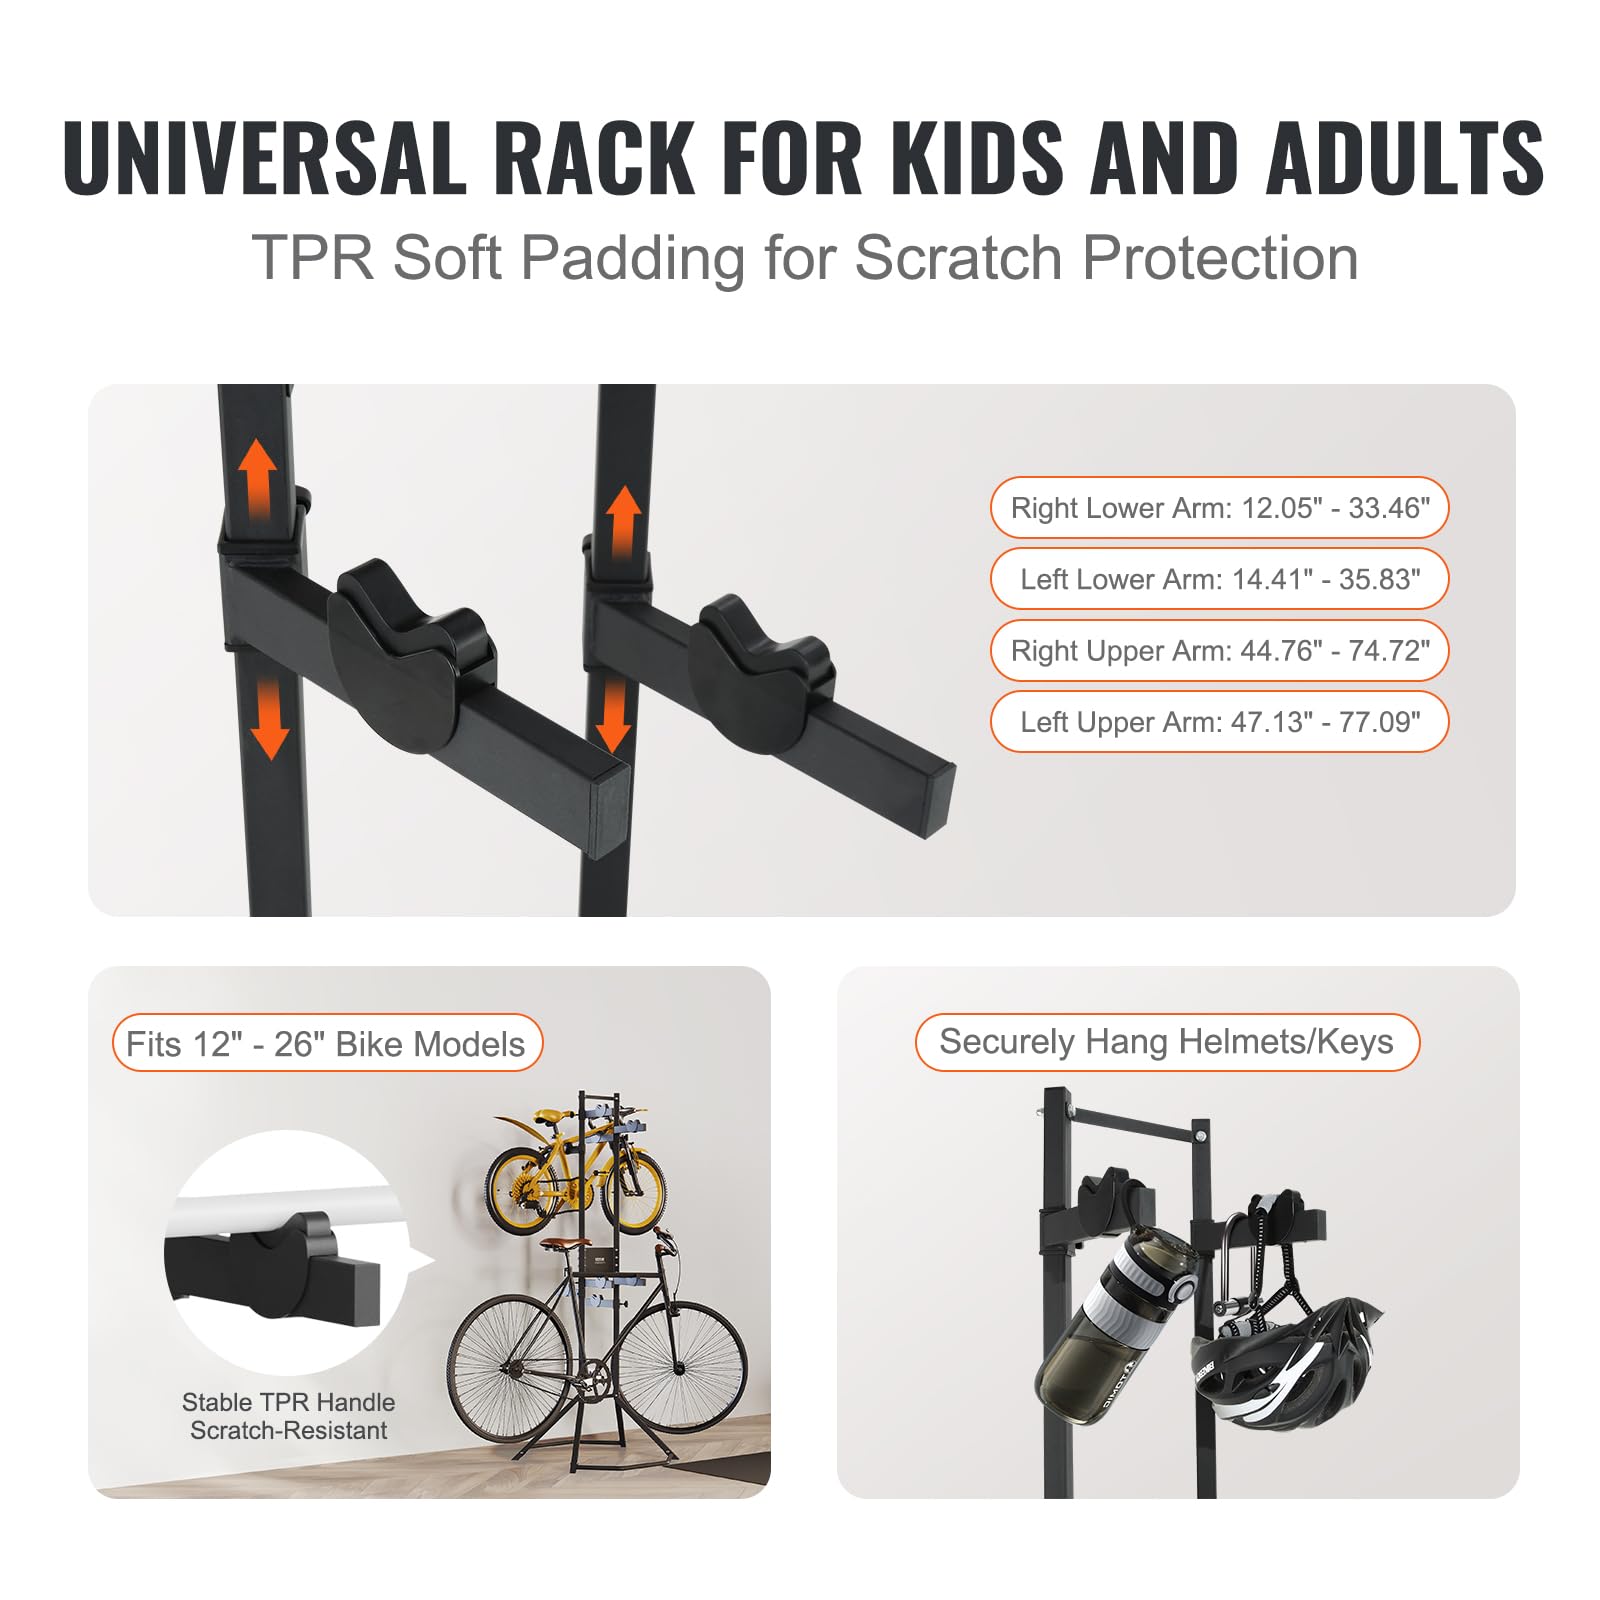 UNIVERSAL RACK FOR KIDS AND ADULTS
TPR Soft Padding for Scratch Protection
Right Lower Arm: 12.05" - 33.46"
Left Lower Arm: 14.41" - 35.83"
Right Upper Arm: 44.76" - 74.72"
Left Upper Arm: 47.13" - 77.09"
Fits 12" - 26" Bike Models
Stable TPR Handle
Scratch-Resistant
Securely Hang Helmets/Keys